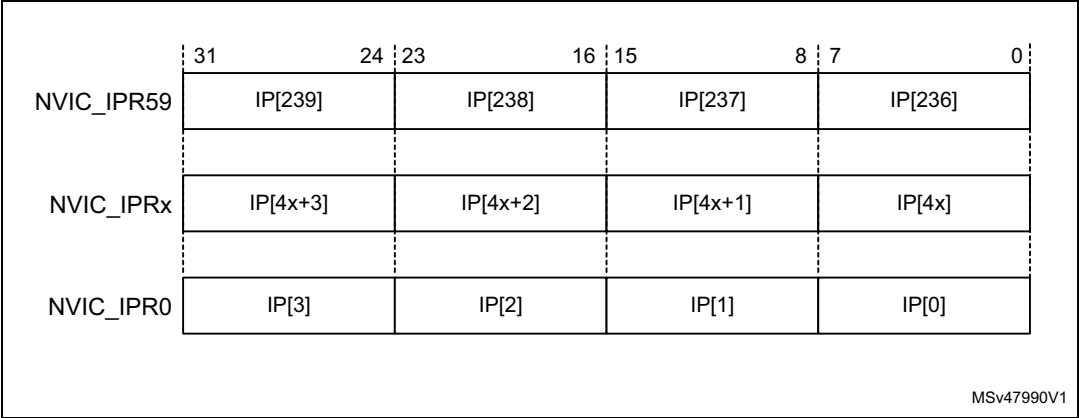 31 24 23 16 15 8 7 0
NVIC_IPR59 IP[239] IP[238] IP[237] IP[236]
NVIC_IPRx IP[4x+3] IP[4x+2] IP[4x+1] IP[4x]
NVIC_IPR0 IP[3] IP[2] IP[1] IP[0]
MSv47990V1